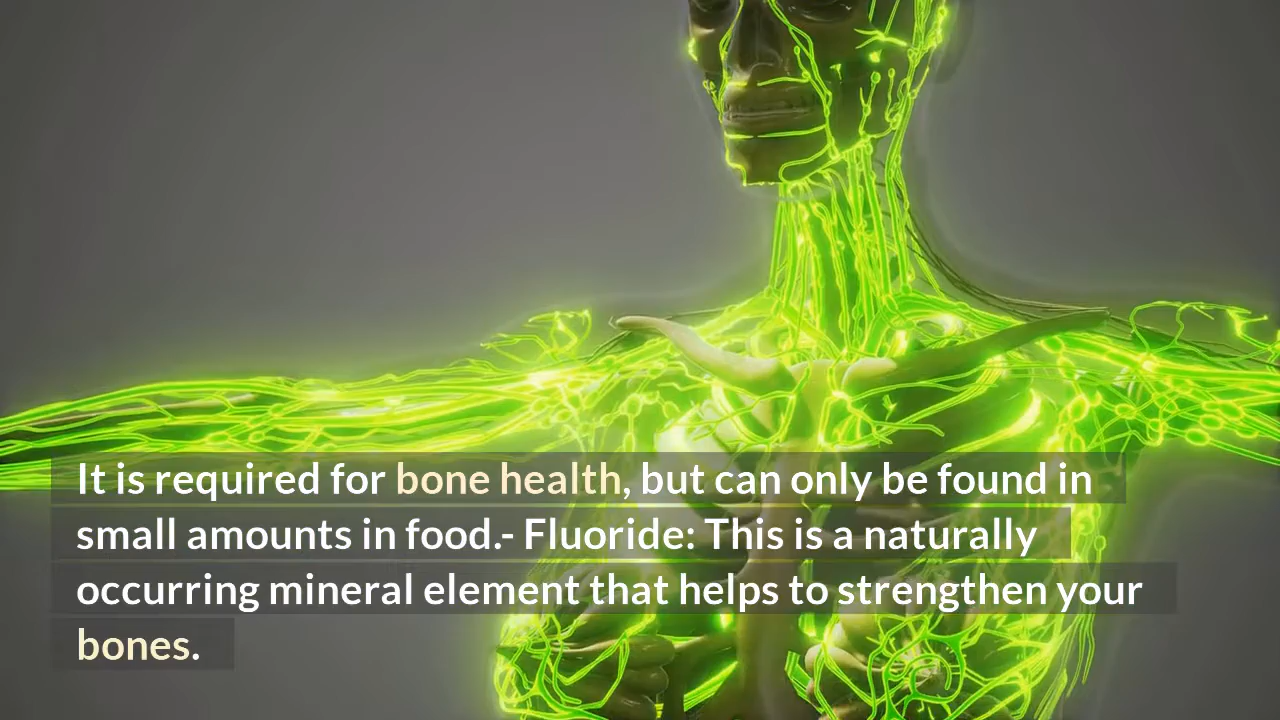 It is required for bone health, but can only be found in
small amounts in food.- Fluoride: This is a naturally
occurring mineral element that helps to strengthen your
bones.